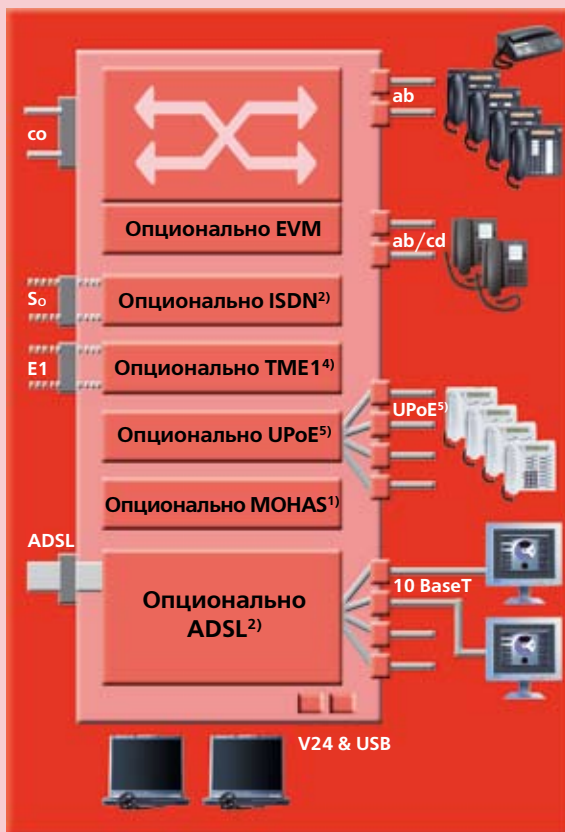 ab
co
Опционально EVM
ab/cd
So
Опционально ISDN2)
E1
Опционально TME14)
UPoE5)
Опционально UPoE5)
Опционально MOHAS1)
ADSL
10 BaseT
Опционально
ADSL2)
V24 & USB